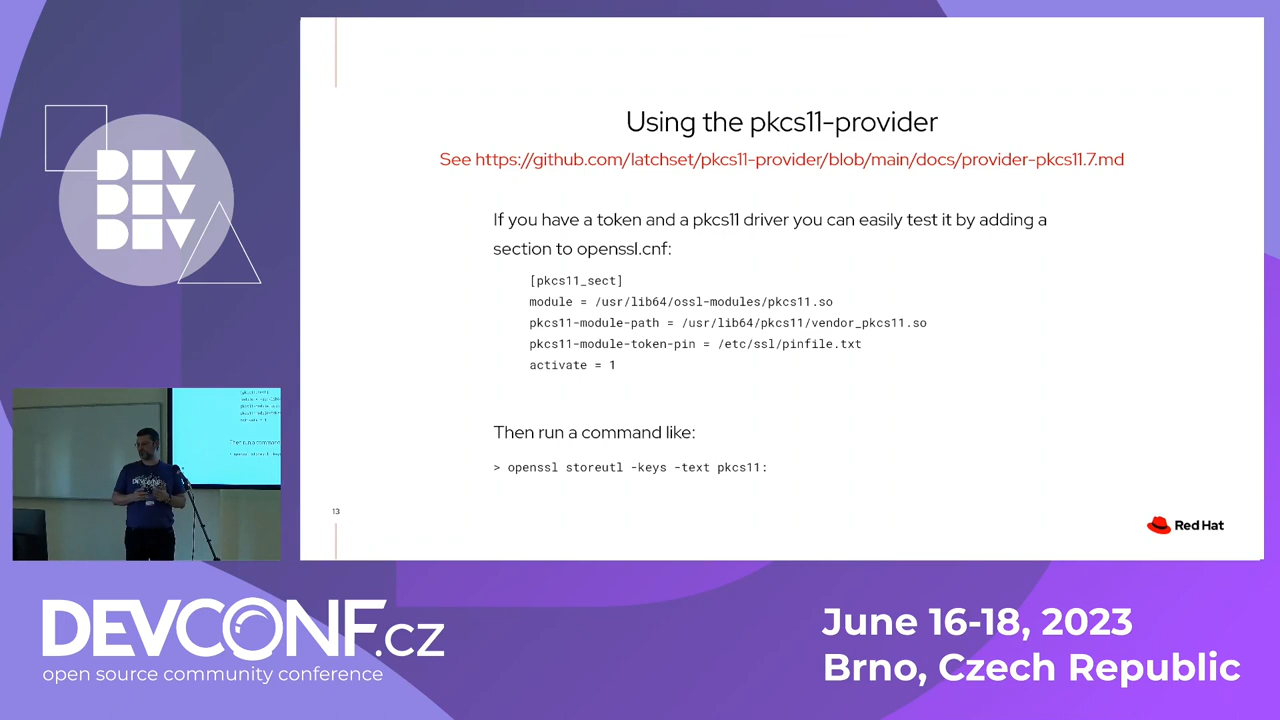 Using the pkcs11-provider
See https://github.com/latchset/pkcs11-provider/blob/main/docs/provider-pkcs11.7.md
If you have a token and a pkcs11 driver you can easily test it by adding a
section to openssl.cnf:
[pkcs11_sect]
module = /usr/lib64/ossl-modules/pkcs11.so
pkcs11-module-path = /usr/lib64/pkcs11/vendor_pkcs11.so
pkcs11-module-token-pin = /etc/ssl/pinfile.txt
activate = 1
Then run a command like:
> openssl storeutl -keys -text pkcs11:
13
Red Hat
DEV
DEV
DEV
DEVCONF.cz
open source community conference
June 16-18, 2023
Brno, Czech Republic